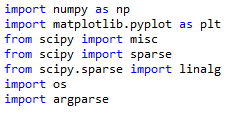 import numpy as np
import matplotlib.pyplot as plt
from scipy import misc
from scipy import sparse
from scipy.sparse import linalg
import os
import argparse